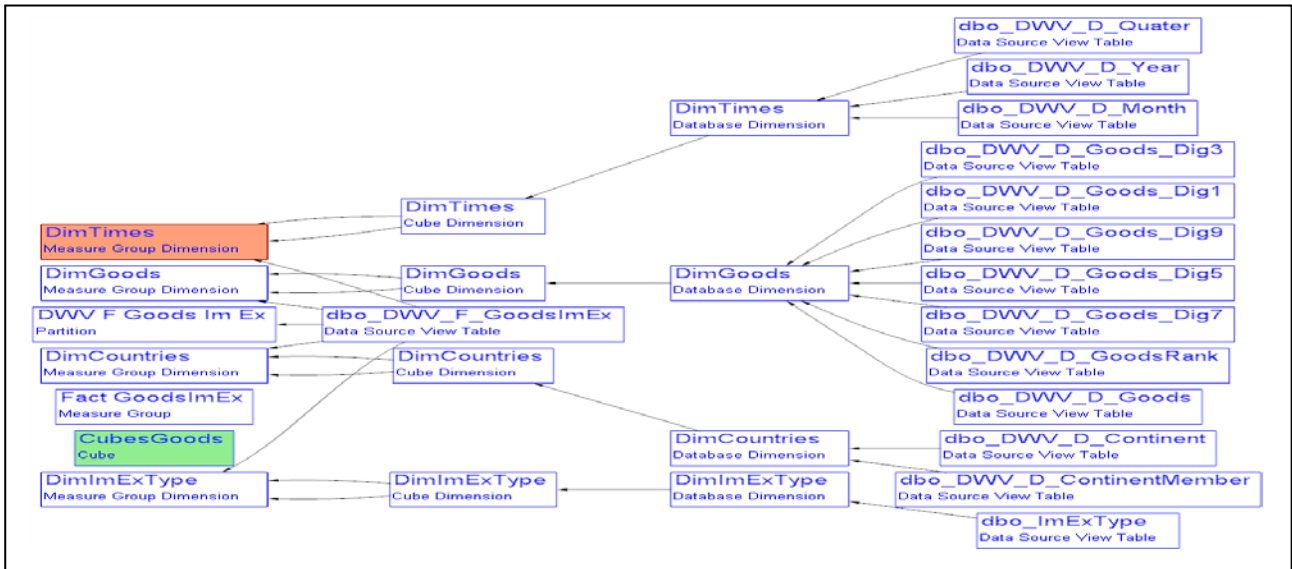 dbo_DWV_D_Quater
Data Source View Table
dbo_DWV_D_Year
Data Source View Table
DimTimes
Database Dimension
dbo_DWV_D_Month
Data Source View Table
dbo_DWV_D_Goods_Dig3
Data Source View Table
dbo_DWV_D_Goods_Dig1
Data Source View Table
DimTimes
Cube Dimension
DimTimes
Measure Group Dimension
dbo_DWV_D_Goods_Dig9
Data Source View Table
DimGoods
Measure Group Dimension
DimGoods
Cube Dimension
DimGoods
Database Dimension
dbo_DWV_D_Goods_Dig5
Data Source View Table
DWV F Goods Im Ex
Partition
dbo_DWV_F_GoodsImEx
Data Source View Table
dbo_DWV_D_Goods_Dig7
Data Source View Table
DimCountries
Measure Group Dimension
DimCountries
Cube Dimension
dbo_DWV_D_GoodsRank
Data Source View Table
Fact GoodsImEx
Measure Group
dbo_DWV_D_Goods
Data Source View Table
CubesGoods
Cube
DimCountries
Database Dimension
dbo_DWV_D_Continent
Data Source View Table
DimImExType
Measure Group Dimension
DimImExType
Cube Dimension
DimImExType
Database Dimension
dbo_DWV_D_ContinentMember
Data Source View Table
dbo_ImExType
Data Source View Table